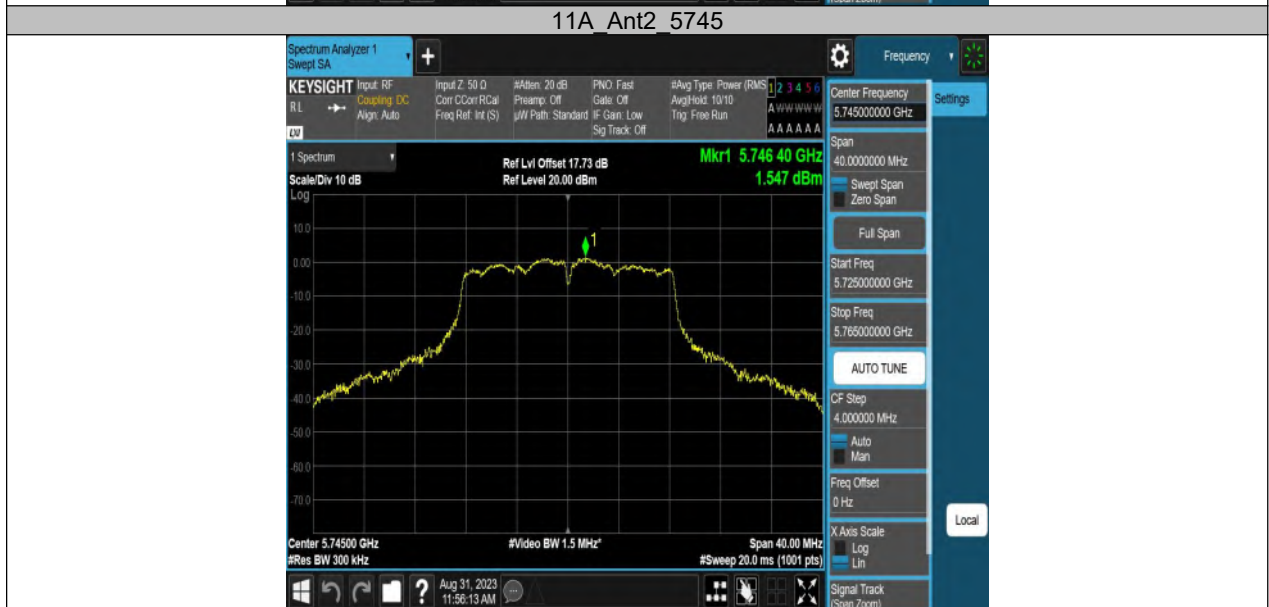 11A_Ant2_5745
Spectrum Analyzer 1
Swept SA
+
Frequency
KEYSIGHT
RL
LXI
Input: RF
Coupling: DC
Align: Auto
Input Z: 50 Ω
Corr CCorr RCal
Freq Ref: Int (S)
#Atten: 20 dB
Preamp: Off
µW Path: Standard
PNO: Fast
Gate: Off
IF Gain: Low
Sig Track: Off
#Avg Type: Power (RMS
Avg|Hold: 10/10
Trig: Free Run
1 2 3 4 5 6
A W W W W W
A A A A A A
1 Spectrum
Scale/Div 10 dB
Log
Ref Lvl Offset 17.73 dB
Ref Level 20.00 dBm
Mkr1 5.746 40 GHz
1.547 dBm
10.0
0.00
-10.0
-20.0
-30.0
-40.0
-50.0
-60.0
-70.0
1
Center 5.74500 GHz
#Res BW 300 kHz
#Video BW 1.5 MHz*
Span 40.00 MHz
#Sweep 20.0 ms (1001 pts)
?
Aug 31, 2023
11:56:13 AM
Center Frequency
5.745000000 GHz
Settings
Span
40.0000000 MHz
Swept Span
Zero Span
Full Span
Start Freq
5.725000000 GHz
Stop Freq
5.765000000 GHz
AUTO TUNE
CF Step
4.000000 MHz
Auto
Man
Freq Offset
0 Hz
X Axis Scale
Log
Lin
Local
Signal Track
(Span Zoom)